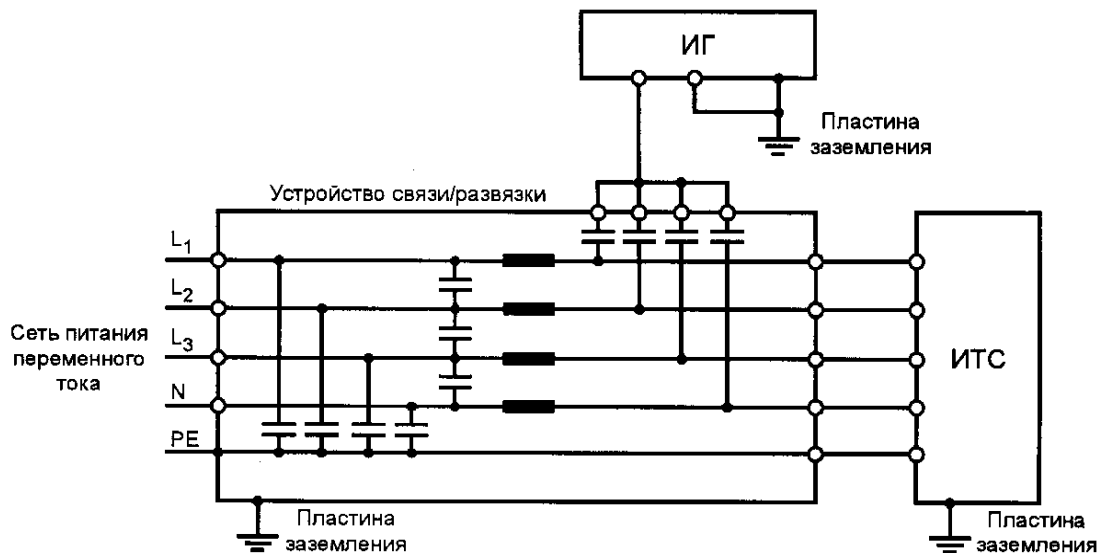 ИГ
Пластина
заземления
Устройство связи/развязки
L1
L2
L3
N
PE
Сеть питания
переменного
тока
ИТС
Пластина
заземления
Пластина
заземления